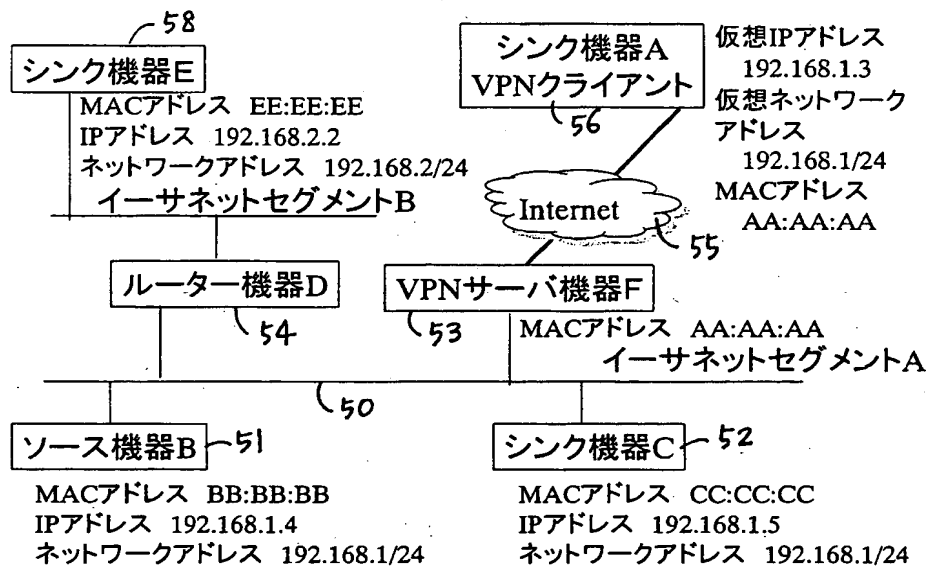 58
シンク機器E
MACアドレス EE:EE:EE
IPアドレス 192.168.2.2
ネットワークアドレス 192.168.2/24
イーサネットセグメントB
シンク機器A
VPNクライアント
56
仮想IPアドレス
192.168.1.3
仮想ネットワーク
アドレス
192.168.1/24
MACアドレス
AA:AA:AA
Internet
55
ルーター機器D
54
VPNサーバ機器F
53
MACアドレス AA:AA:AA
イーサネットセグメントA
50
ソース機器B
51
MACアドレス BB:BB:BB
IPアドレス 192.168.1.4
ネットワークアドレス 192.168.1/24
シンク機器C
52
MACアドレス CC:CC:CC
IPアドレス 192.168.1.5
ネットワークアドレス 192.168.1/24